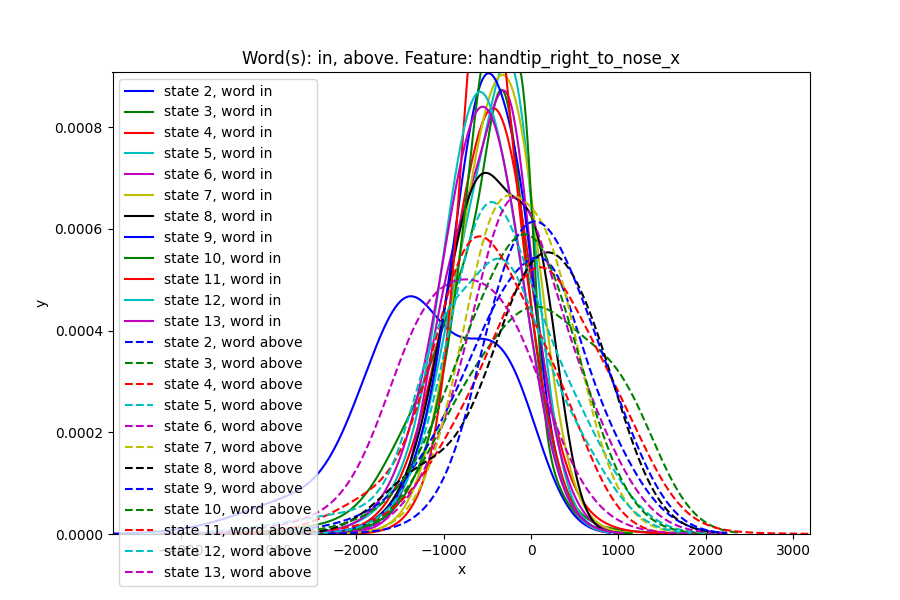 Word(s): in, above. Feature: handtip_right_to_nose_x
state 2, word in
state 3, word in
state 4, word in
state 5, word in
state 6, word in
state 7, word in
state 8, word in
state 9, word in
state 10, word in
state 11, word in
state 12, word in
state 13, word in
state 2, word above
state 3, word above
state 4, word above
state 5, word above
state 6, word above
state 7, word above
state 8, word above
state 9, word above
state 10, word above
state 11, word above
state 12, word above
state 13, word above
y
0.0008
0.0006
0.0004
0.0002
0.0000
−2000 −1000 0 1000 2000 3000
x